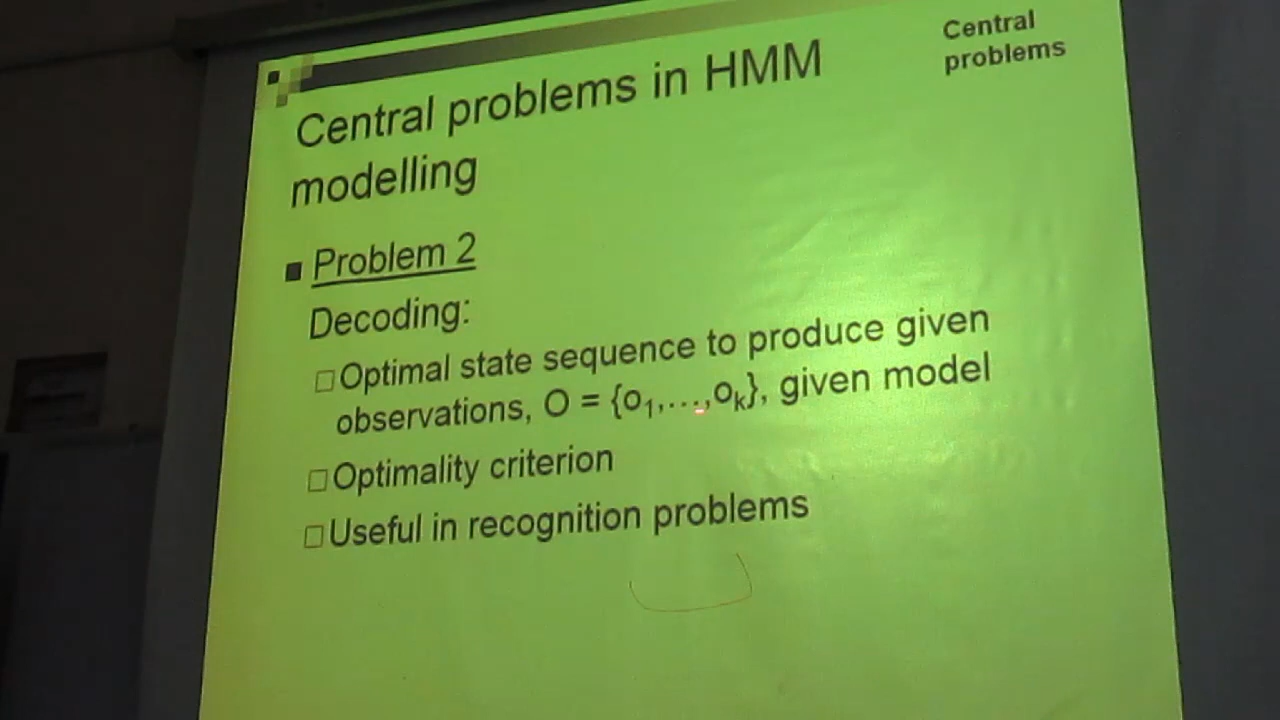 Central
problems
Central problems in HMM
modelling
Problem 2
Decoding:
Optimal state sequence to produce given
observations, O = {o₁,...,oₖ}, given model
Optimality criterion
Useful in recognition problems